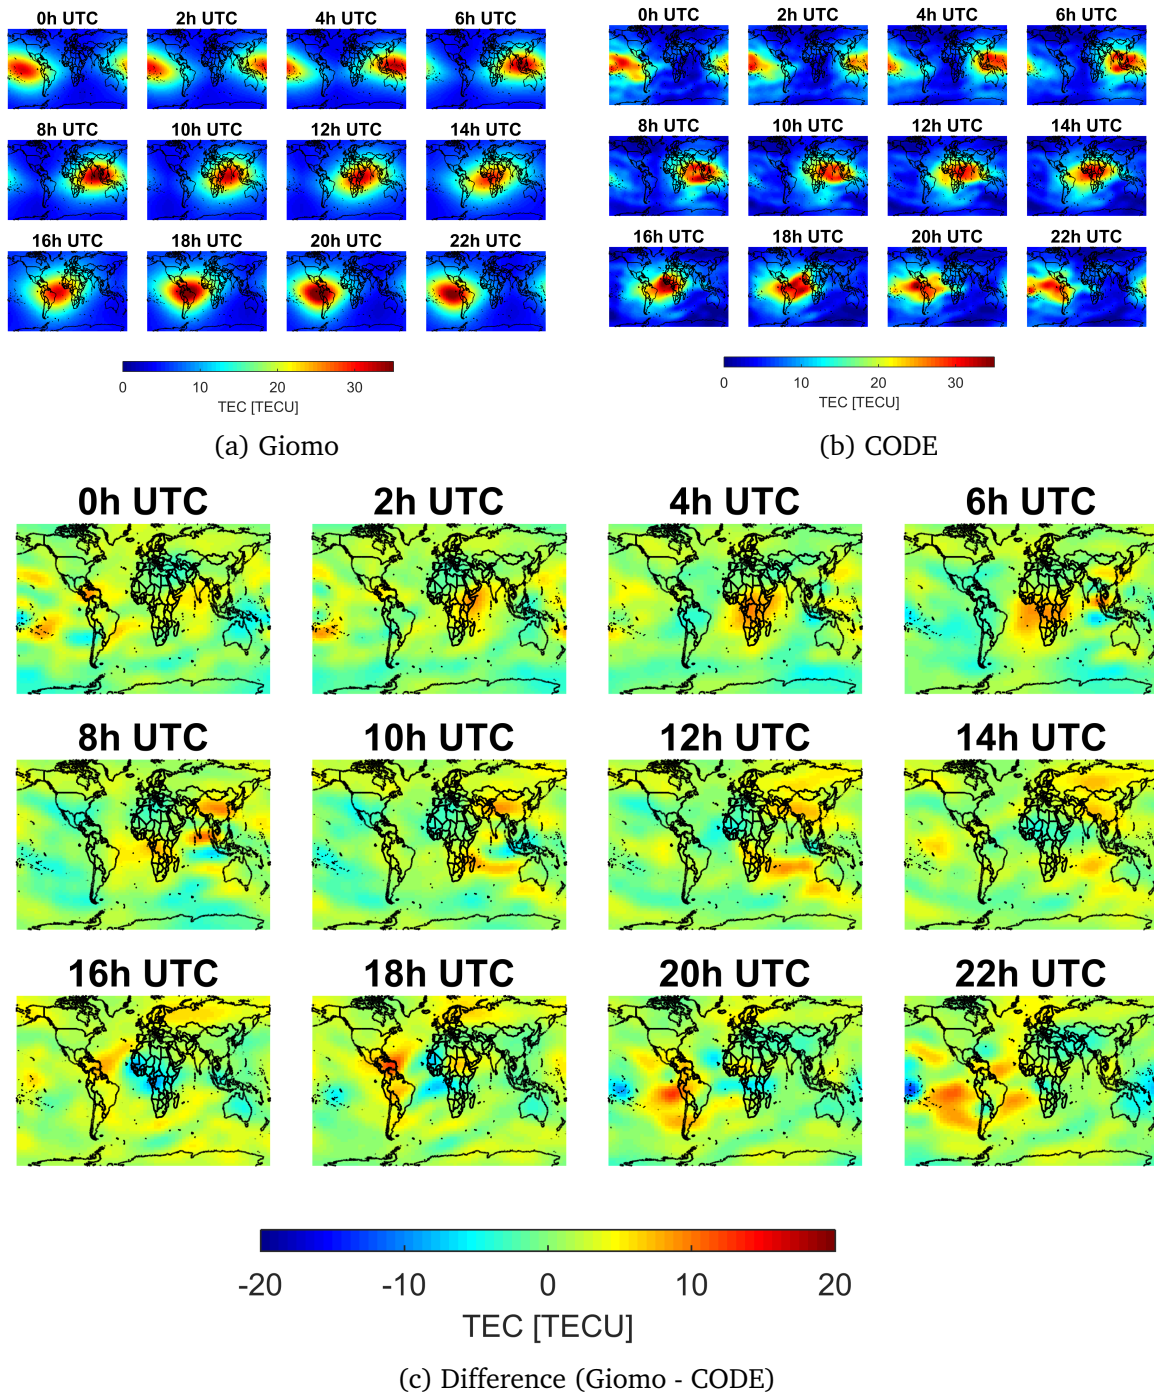 0h UTC 2h UTC 4h UTC 6h UTC
8h UTC 10h UTC 12h UTC 14h UTC
16h UTC 18h UTC 20h UTC 22h UTC
0 10 20 30
TEC [TECU]
(a) Giomo
0h UTC 2h UTC 4h UTC 6h UTC
8h UTC 10h UTC 12h UTC 14h UTC
16h UTC 18h UTC 20h UTC 22h UTC
0 10 20 30
TEC [TECU]
(b) CODE
0h UTC 2h UTC 4h UTC 6h UTC
8h UTC 10h UTC 12h UTC 14h UTC
16h UTC 18h UTC 20h UTC 22h UTC
-20 -10 0 10 20
TEC [TECU]
(c) Difference (Giomo - CODE)